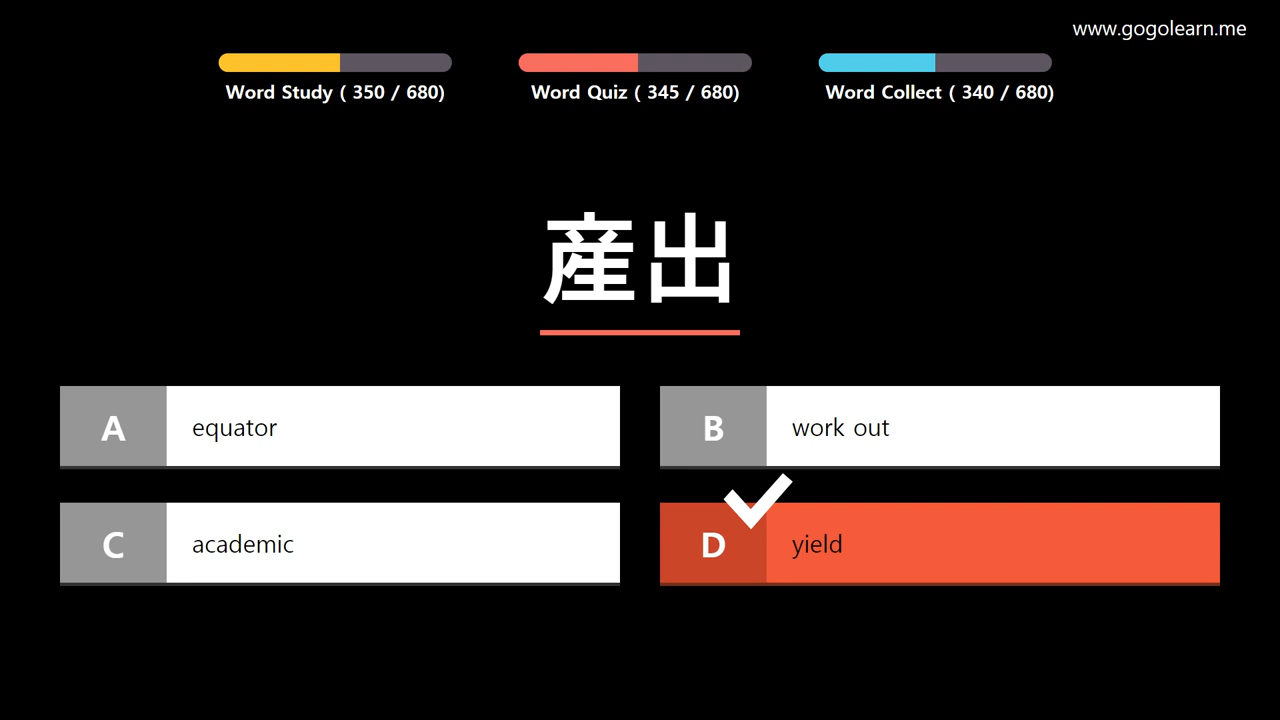 www.gogolearn.me
Word Study ( 350 / 680)
Word Quiz ( 345 / 680)
Word Collect ( 340 / 680)
産出
A equator
B work out
C academic
D yield